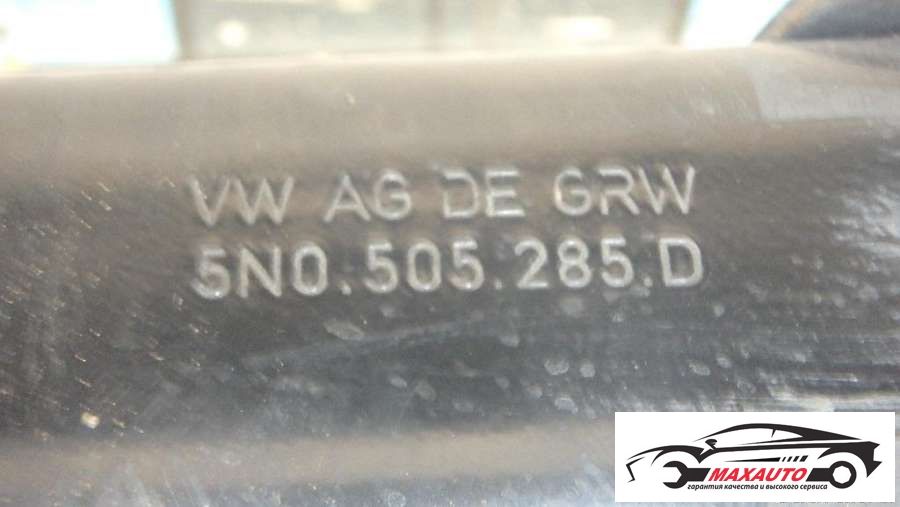 VW AG DE GRW
5N0.505.285.D
MAXAUTO
гарантия качества и высокого сервиса